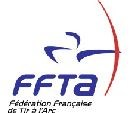 FFTA
Fédération Française
de Tir à l'Arc